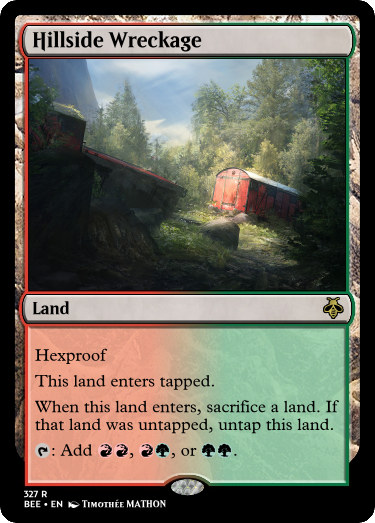 Hillside Wreckage
Land
Hexproof
This land enters tapped.
When this land enters, sacrifice a land. If
that land was untapped, untap this land.
: Add , , or .
327 R
BEE • EN Timothée MATHON